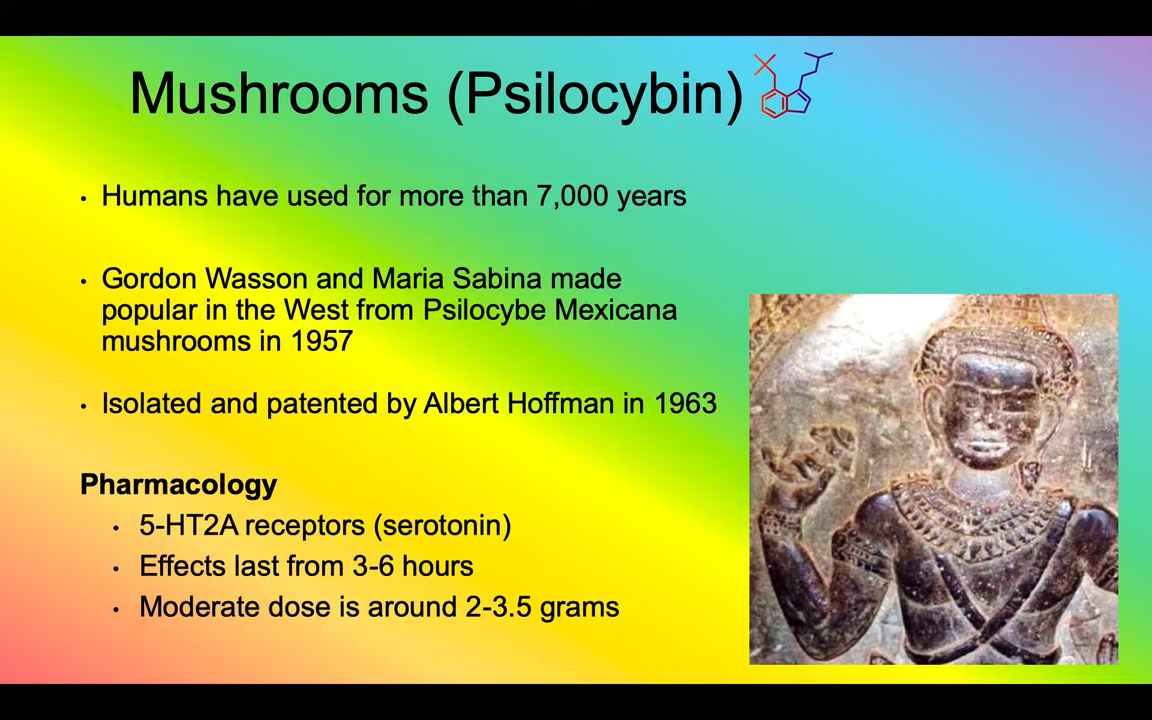 Mushrooms (Psilocybin)
• Humans have used for more than 7,000 years
• Gordon Wasson and Maria Sabina made
popular in the West from Psilocybe Mexicana
mushrooms in 1957
• Isolated and patented by Albert Hoffman in 1963
Pharmacology
• 5-HT2A receptors (serotonin)
• Effects last from 3-6 hours
• Moderate dose is around 2-3.5 grams